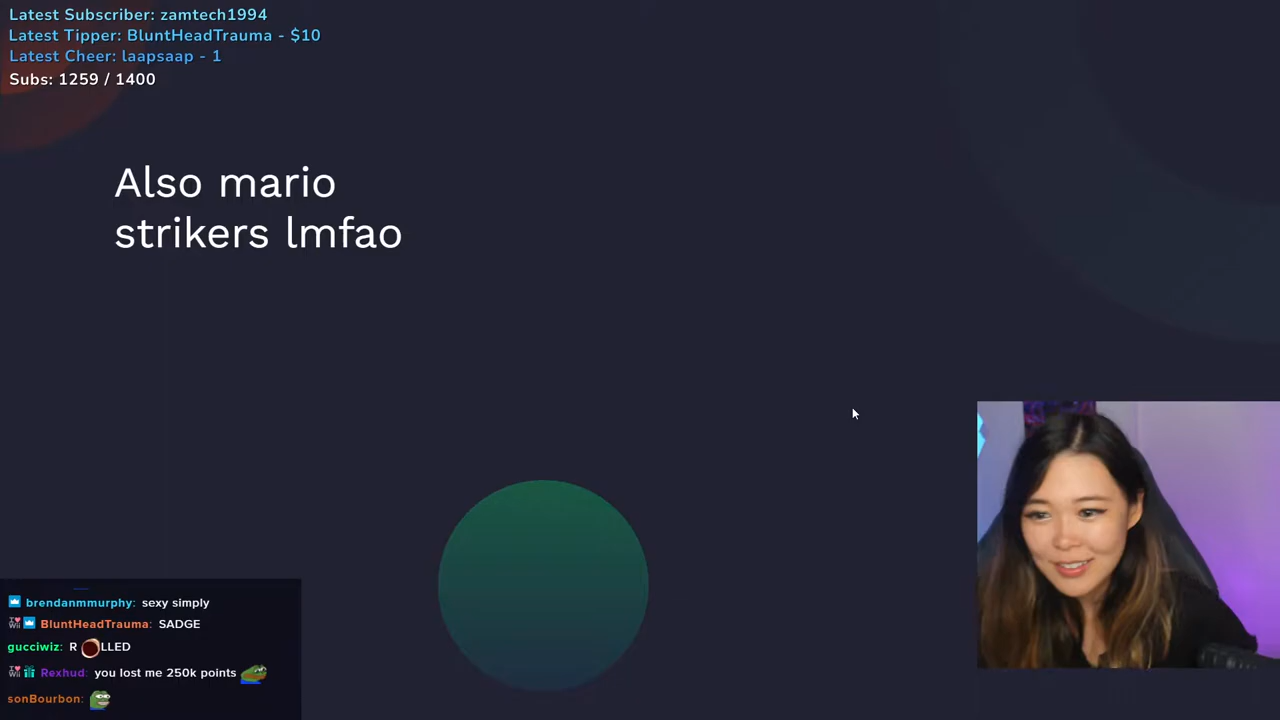 Latest Subscriber: zamtech1994
Latest Tipper: BluntHeadTrauma - $10
Latest Cheer: laapsaap - 1
Subs: 1259 / 1400
Also mario
strikers lmfao
brendanmmurphy: sexy simply
BluntHeadTrauma: SADGE
gucciwiz: R LLED
Rexhud: you lost me 250k points
sonBourbon: